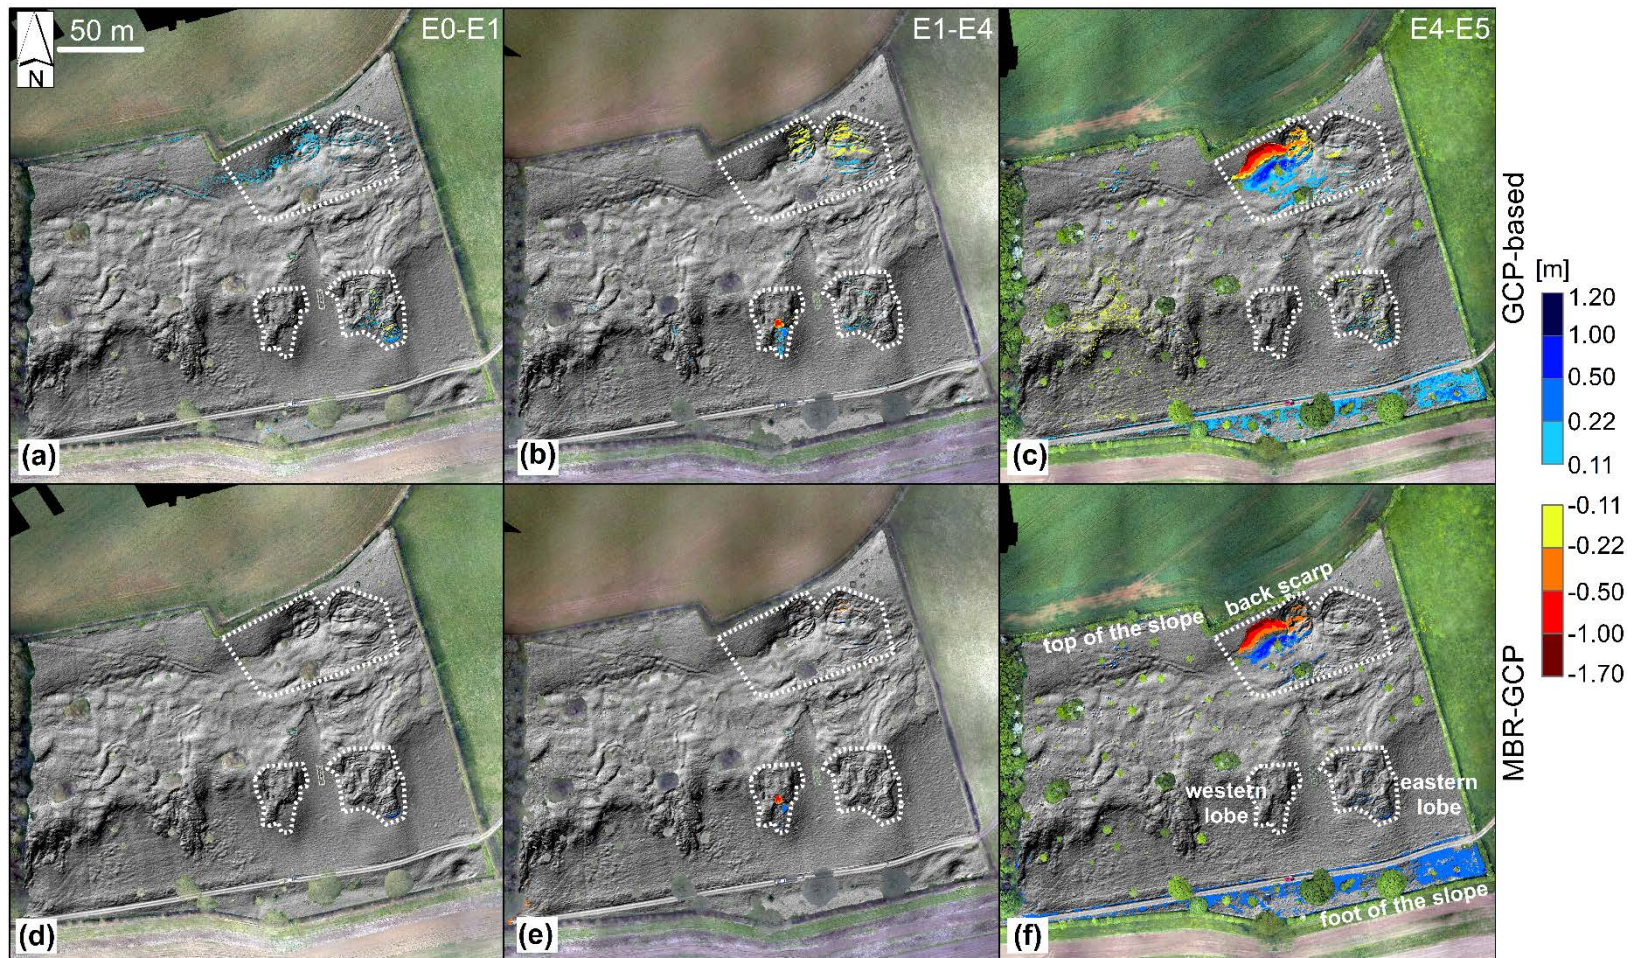 50 m
N
E0-E1
E1-E4
E4-E5
(a)
(b)
(c)
GCP-based
[m]
1.20
1.00
0.50
0.22
0.11
-0.11
-0.22
-0.50
-1.00
-1.70
MBR-GCP
back scarp
top of the slope
western
lobe
eastern
lobe
foot of the slope
(d)
(e)
(f)